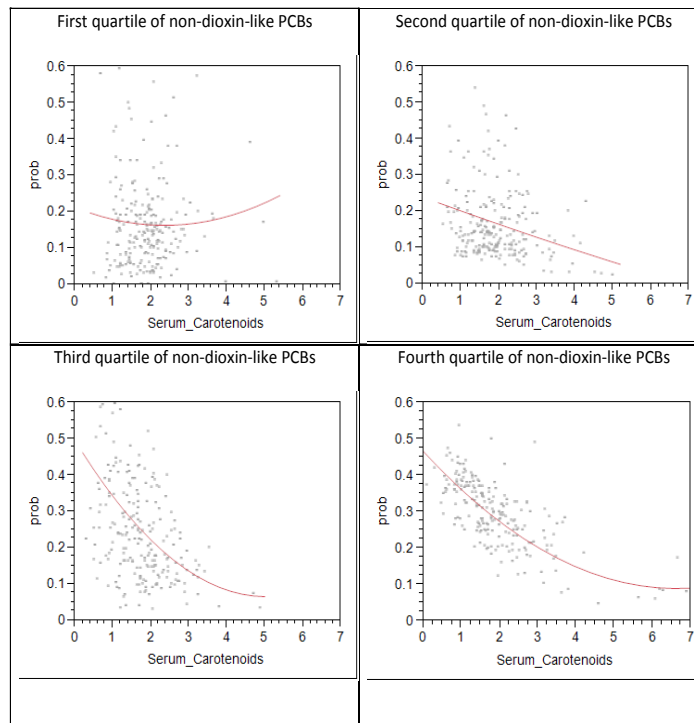 First quartile of non-dioxin-like PCBs
0.6
0.5
0.4
0.3
0.2
0.1
0
prob
0 1 2 3 4 5 6 7
Serum_Carotenoids
Second quartile of non-dioxin-like PCBs
0.6
0.5
0.4
0.3
0.2
0.1
0
prob
0 1 2 3 4 5 6 7
Serum_Carotenoids
Third quartile of non-dioxin-like PCBs
0.6
0.5
0.4
0.3
0.2
0.1
0
prob
0 1 2 3 4 5 6 7
Serum_Carotenoids
Fourth quartile of non-dioxin-like PCBs
0.6
0.5
0.4
0.3
0.2
0.1
0
prob
0 1 2 3 4 5 6 7
Serum_Carotenoids